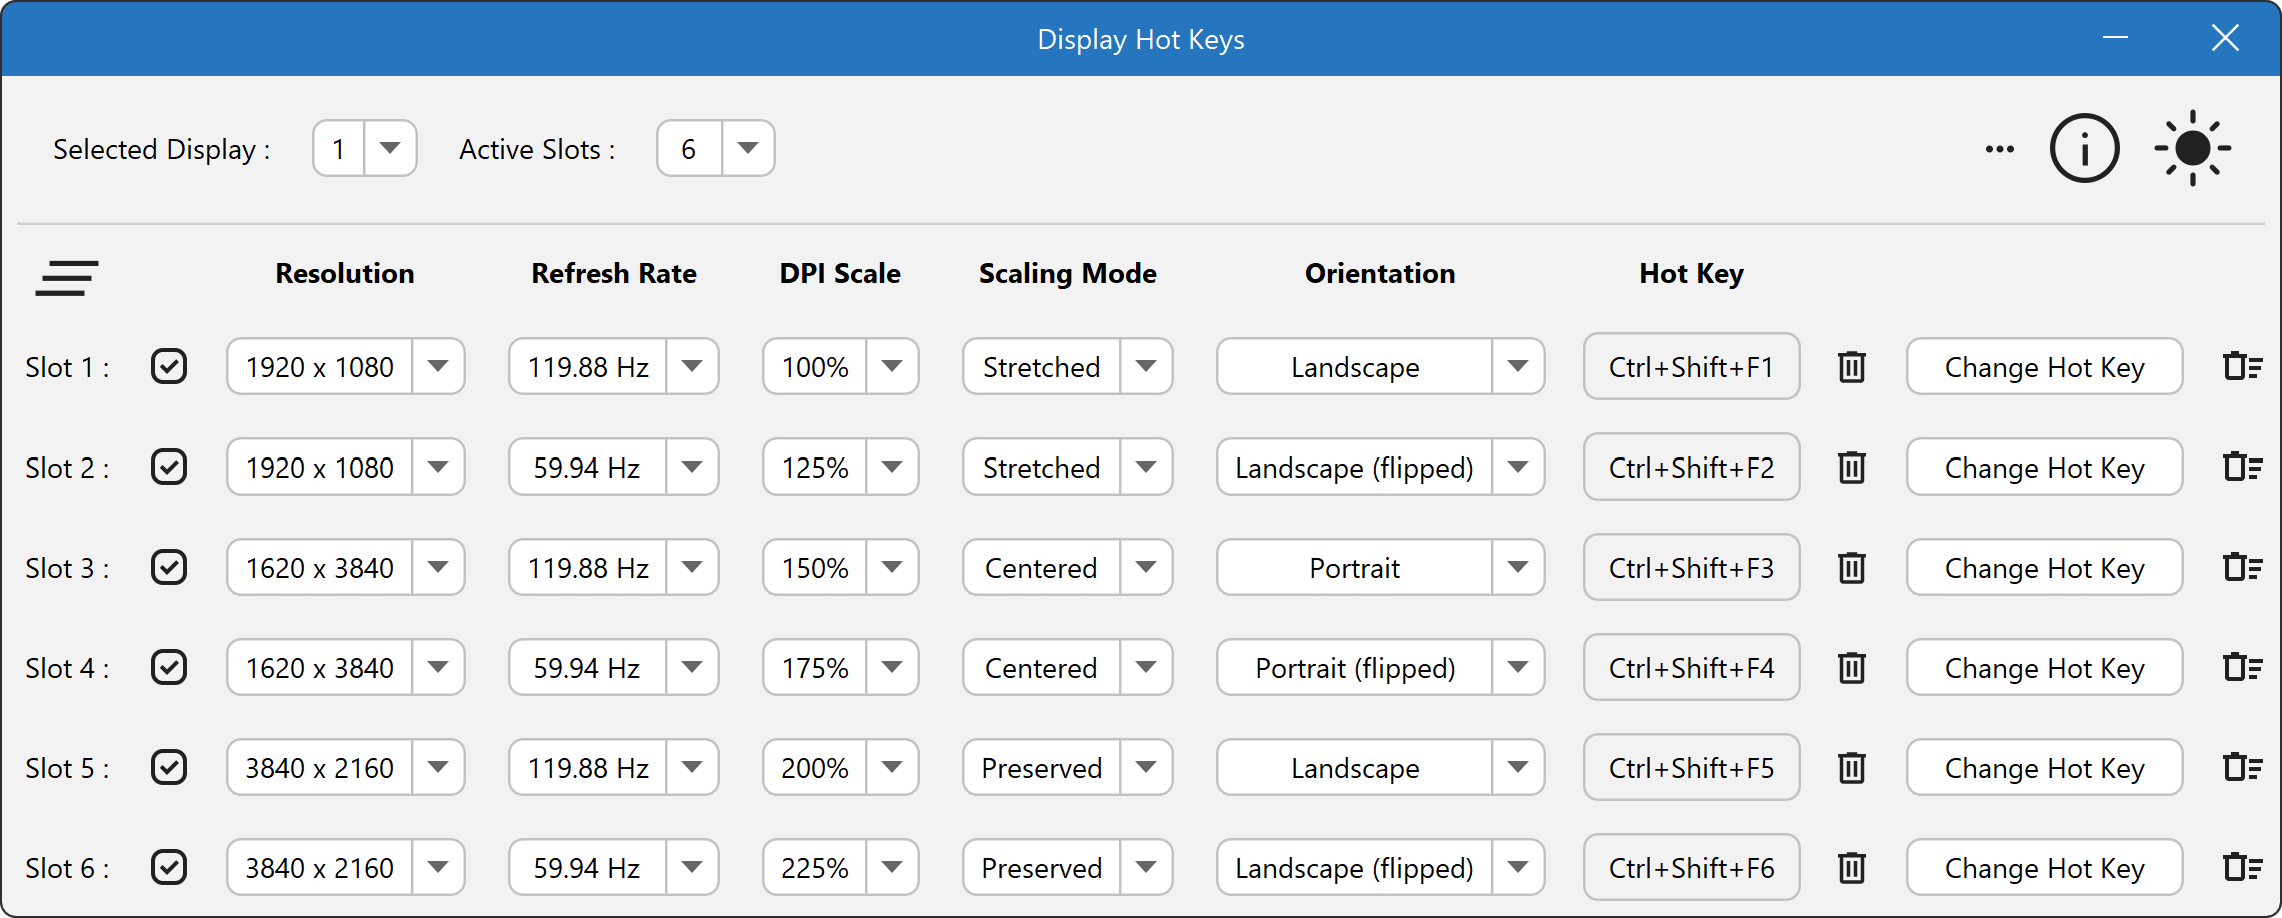 Display Hot Keys
Selected Display : 1 Active Slots : 6
Resolution Refresh Rate DPI Scale Scaling Mode Orientation Hot Key
Slot 1 : 1920 x 1080 119.88 Hz 100% Stretched Landscape Ctrl+Shift+F1 Change Hot Key
Slot 2 : 1920 x 1080 59.94 Hz 125% Stretched Landscape (flipped) Ctrl+Shift+F2 Change Hot Key
Slot 3 : 1620 x 3840 119.88 Hz 150% Centered Portrait Ctrl+Shift+F3 Change Hot Key
Slot 4 : 1620 x 3840 59.94 Hz 175% Centered Portrait (flipped) Ctrl+Shift+F4 Change Hot Key
Slot 5 : 3840 x 2160 119.88 Hz 200% Preserved Landscape Ctrl+Shift+F5 Change Hot Key
Slot 6 : 3840 x 2160 59.94 Hz 225% Preserved Landscape (flipped) Ctrl+Shift+F6 Change Hot Key